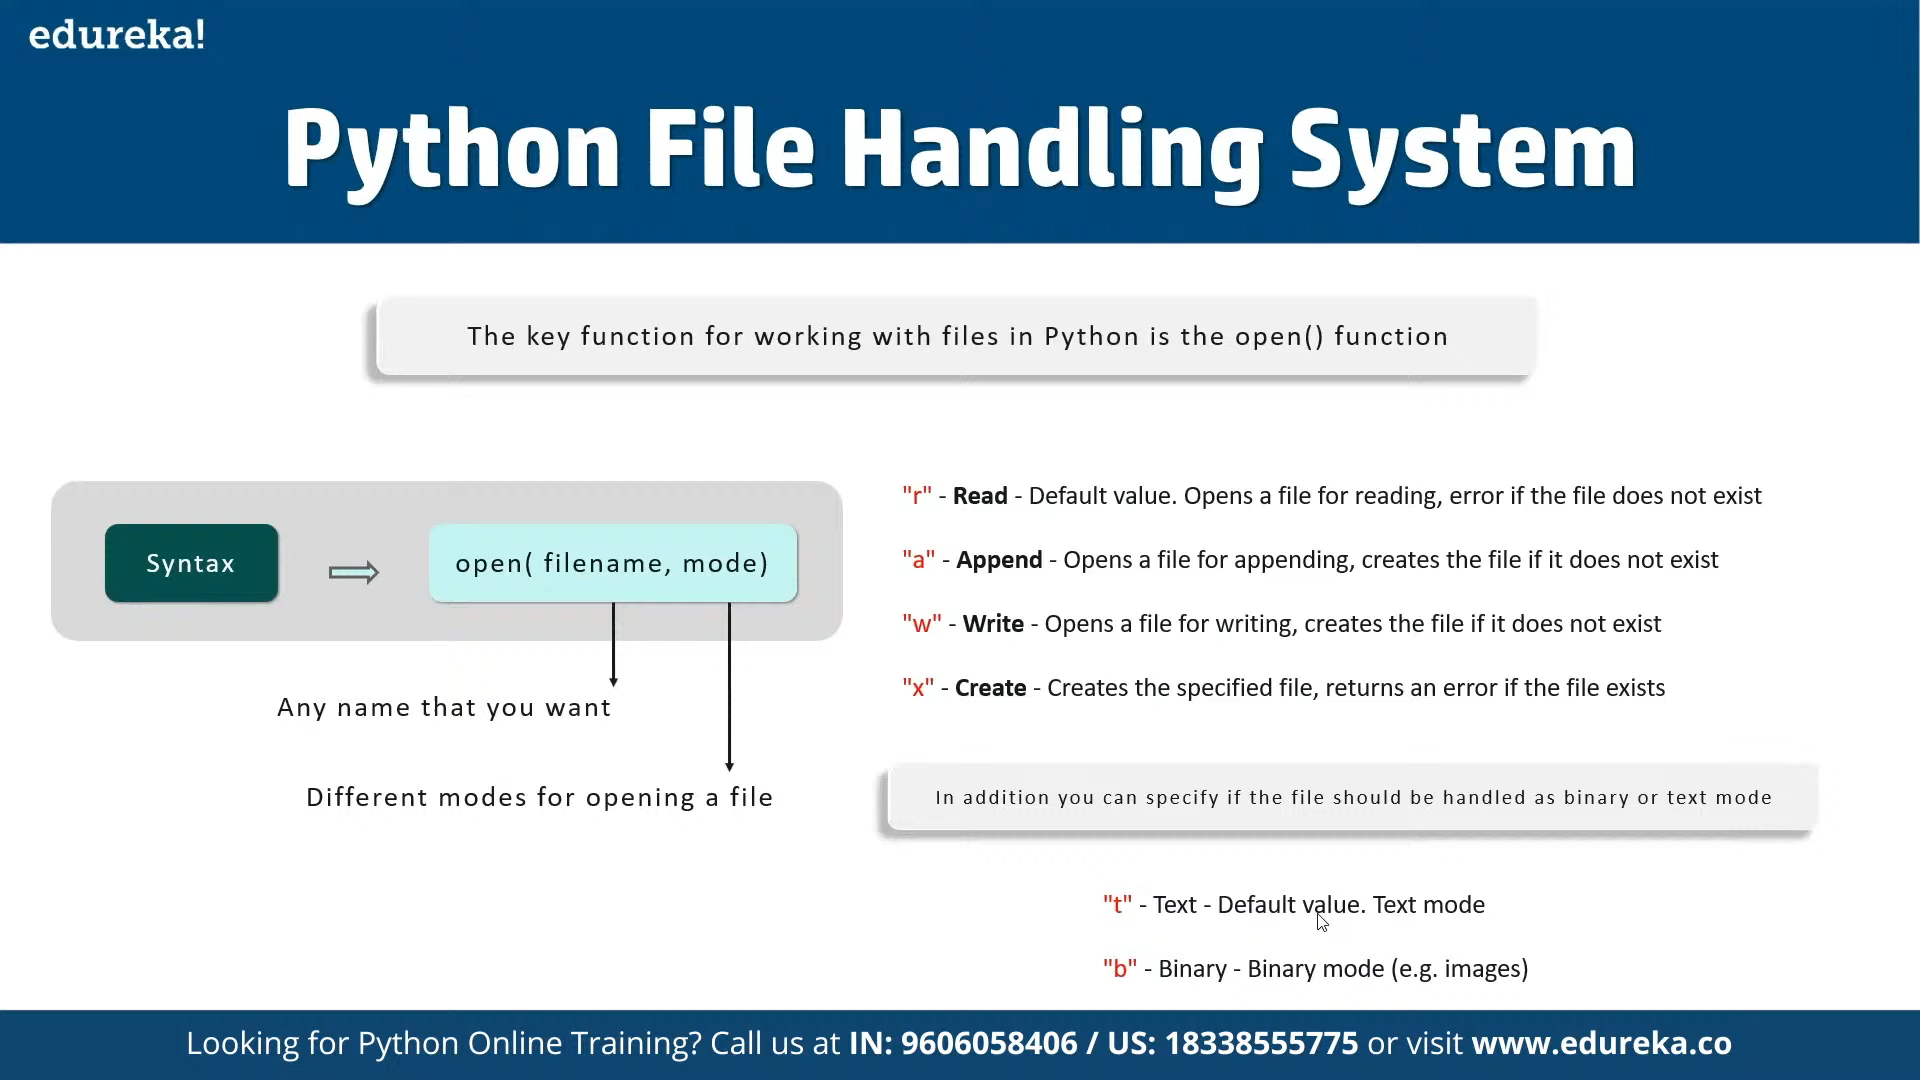 edureka!
Python File Handling System
The key function for working with files in Python is the open() function
Syntax
open( filename, mode)
Any name that you want
Different modes for opening a file
"r" - Read - Default value. Opens a file for reading, error if the file does not exist
"a" - Append - Opens a file for appending, creates the file if it does not exist
"w" - Write - Opens a file for writing, creates the file if it does not exist
"x" - Create - Creates the specified file, returns an error if the file exists
In addition you can specify if the file should be handled as binary or text mode
"t" - Text - Default value. Text mode
"b" - Binary - Binary mode (e.g. images)
Looking for Python Online Training? Call us at IN: 9606058406 / US: 18338555775 or visit www.edureka.co